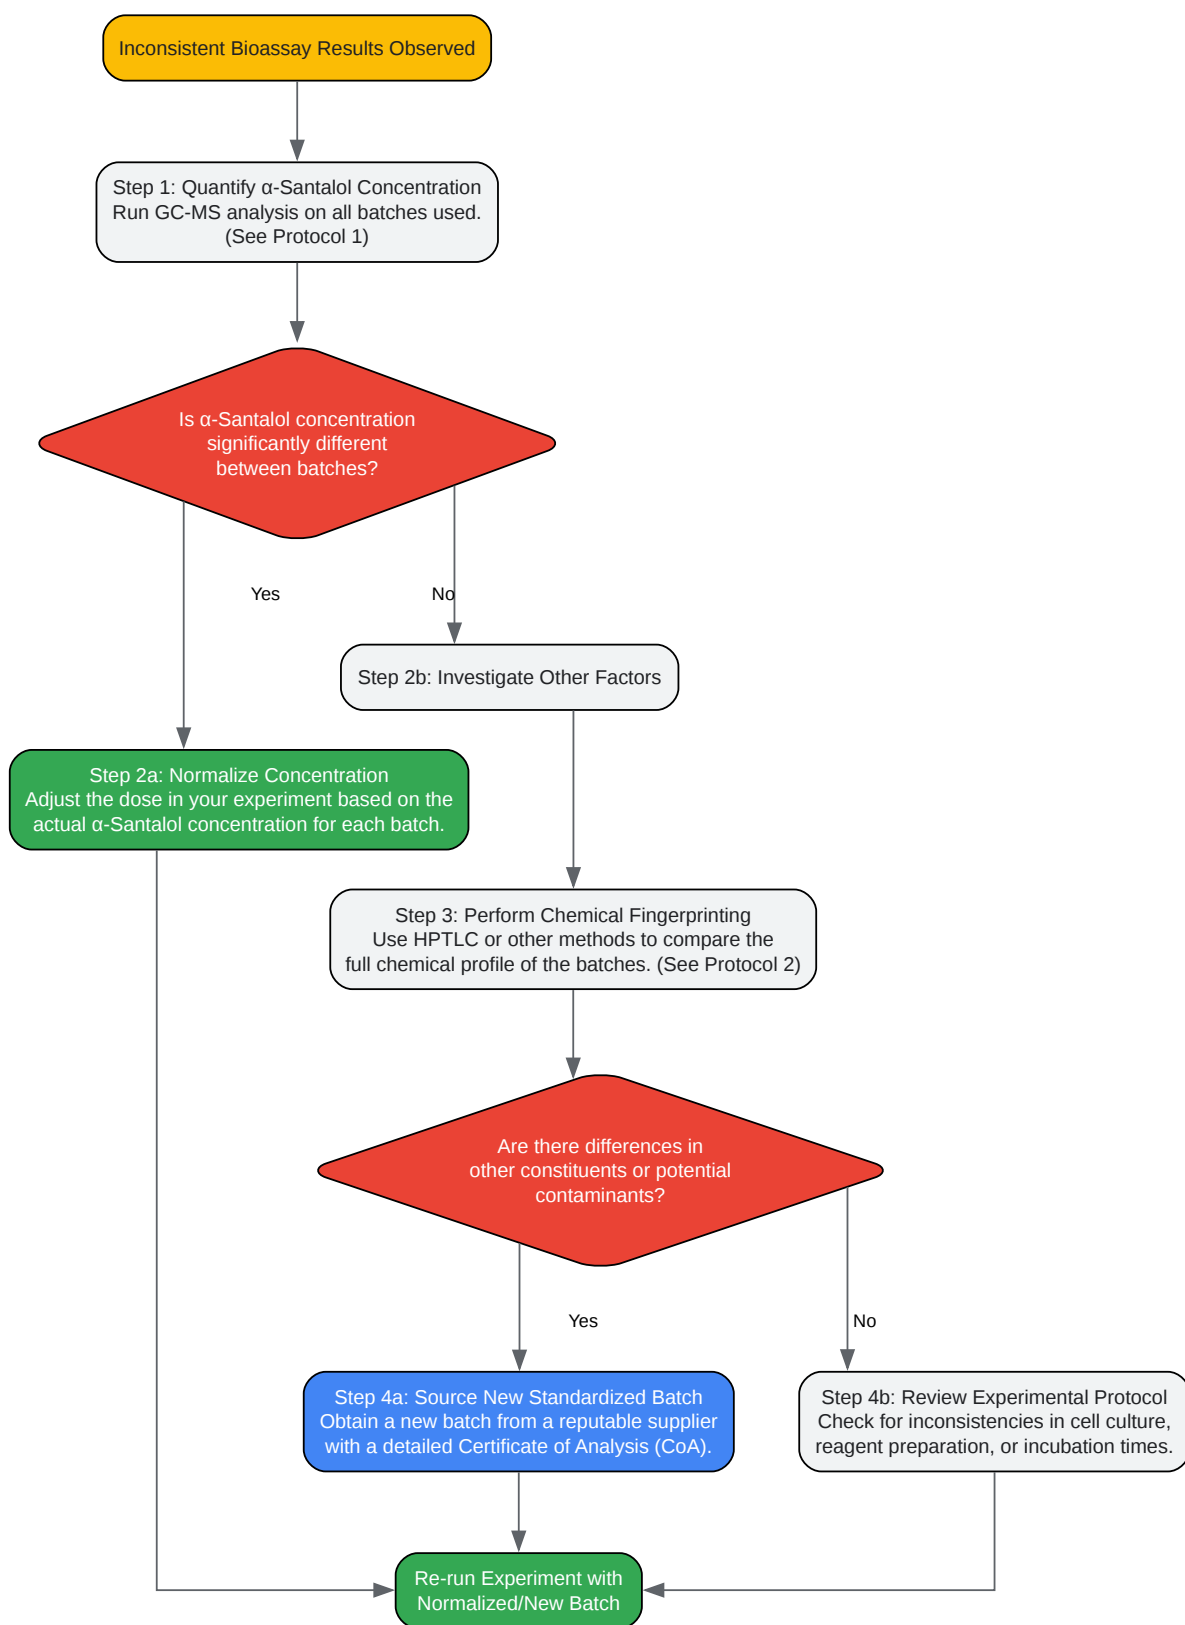 Inconsistent Bioassay Results Observed
Step 1: Quantify α-Santalol Concentration
Run GC-MS analysis on all batches used.
(See Protocol 1)
Is α-Santalol concentration
significantly different
between batches?
Yes
No
Step 2b: Investigate Other Factors
Step 2a: Normalize Concentration
Adjust the dose in your experiment based on the
actual α-Santalol concentration for each batch.
Step 3: Perform Chemical Fingerprinting
Use HPTLC or other methods to compare the
full chemical profile of the batches. (See Protocol 2)
Are there differences in
other constituents or potential
contaminants?
Yes
No
Step 4a: Source New Standardized Batch
Obtain a new batch from a reputable supplier
with a detailed Certificate of Analysis (CoA).
Step 4b: Review Experimental Protocol
Check for inconsistencies in cell culture,
reagent preparation, or incubation times.
Re-run Experiment with
Normalized/New Batch